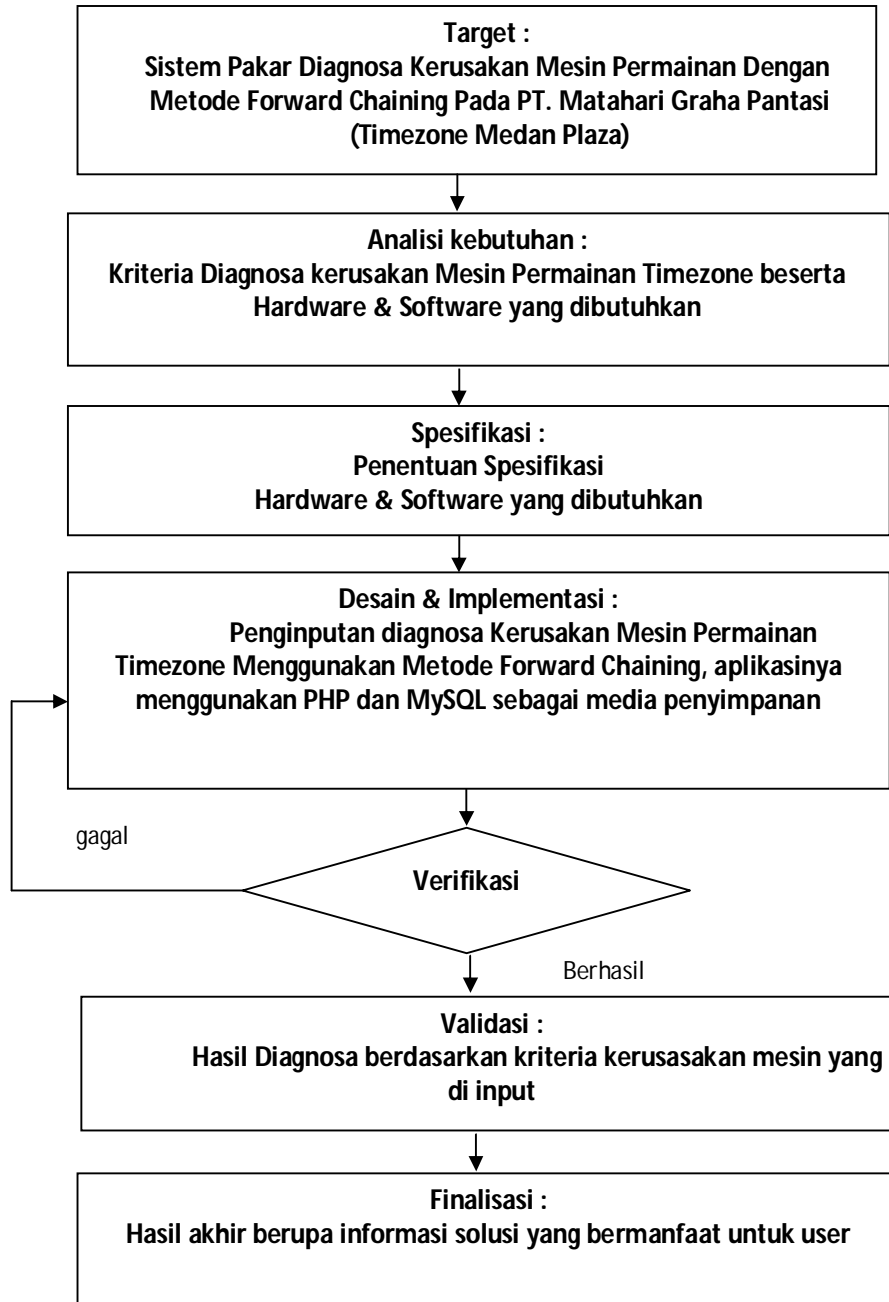 Target :
Sistem Pakar Diagnosa Kerusakan Mesin Permainan Dengan
Metode Forward Chaining Pada PT. Matahari Graha Pantasi
(Timezone Medan Plaza)
Analisi kebutuhan :
Kriteria Diagnosa kerusakan Mesin Permainan Timezone beserta
Hardware & Software yang dibutuhkan
Spesifikasi :
Penentuan Spesifikasi
Hardware & Software yang dibutuhkan
Desain & Implementasi :
Penginputan diagnosa Kerusakan Mesin Permainan
Timezone Menggunakan Metode Forward Chaining, aplikasinya
menggunakan PHP dan MySQL sebagai media penyimpanan
gagal
Verifikasi
Berhasil
Validasi :
Hasil Diagnosa berdasarkan kriteria kerusasakan mesin yang
di input
Finalisasi :
Hasil akhir berupa informasi solusi yang bermanfaat untuk user